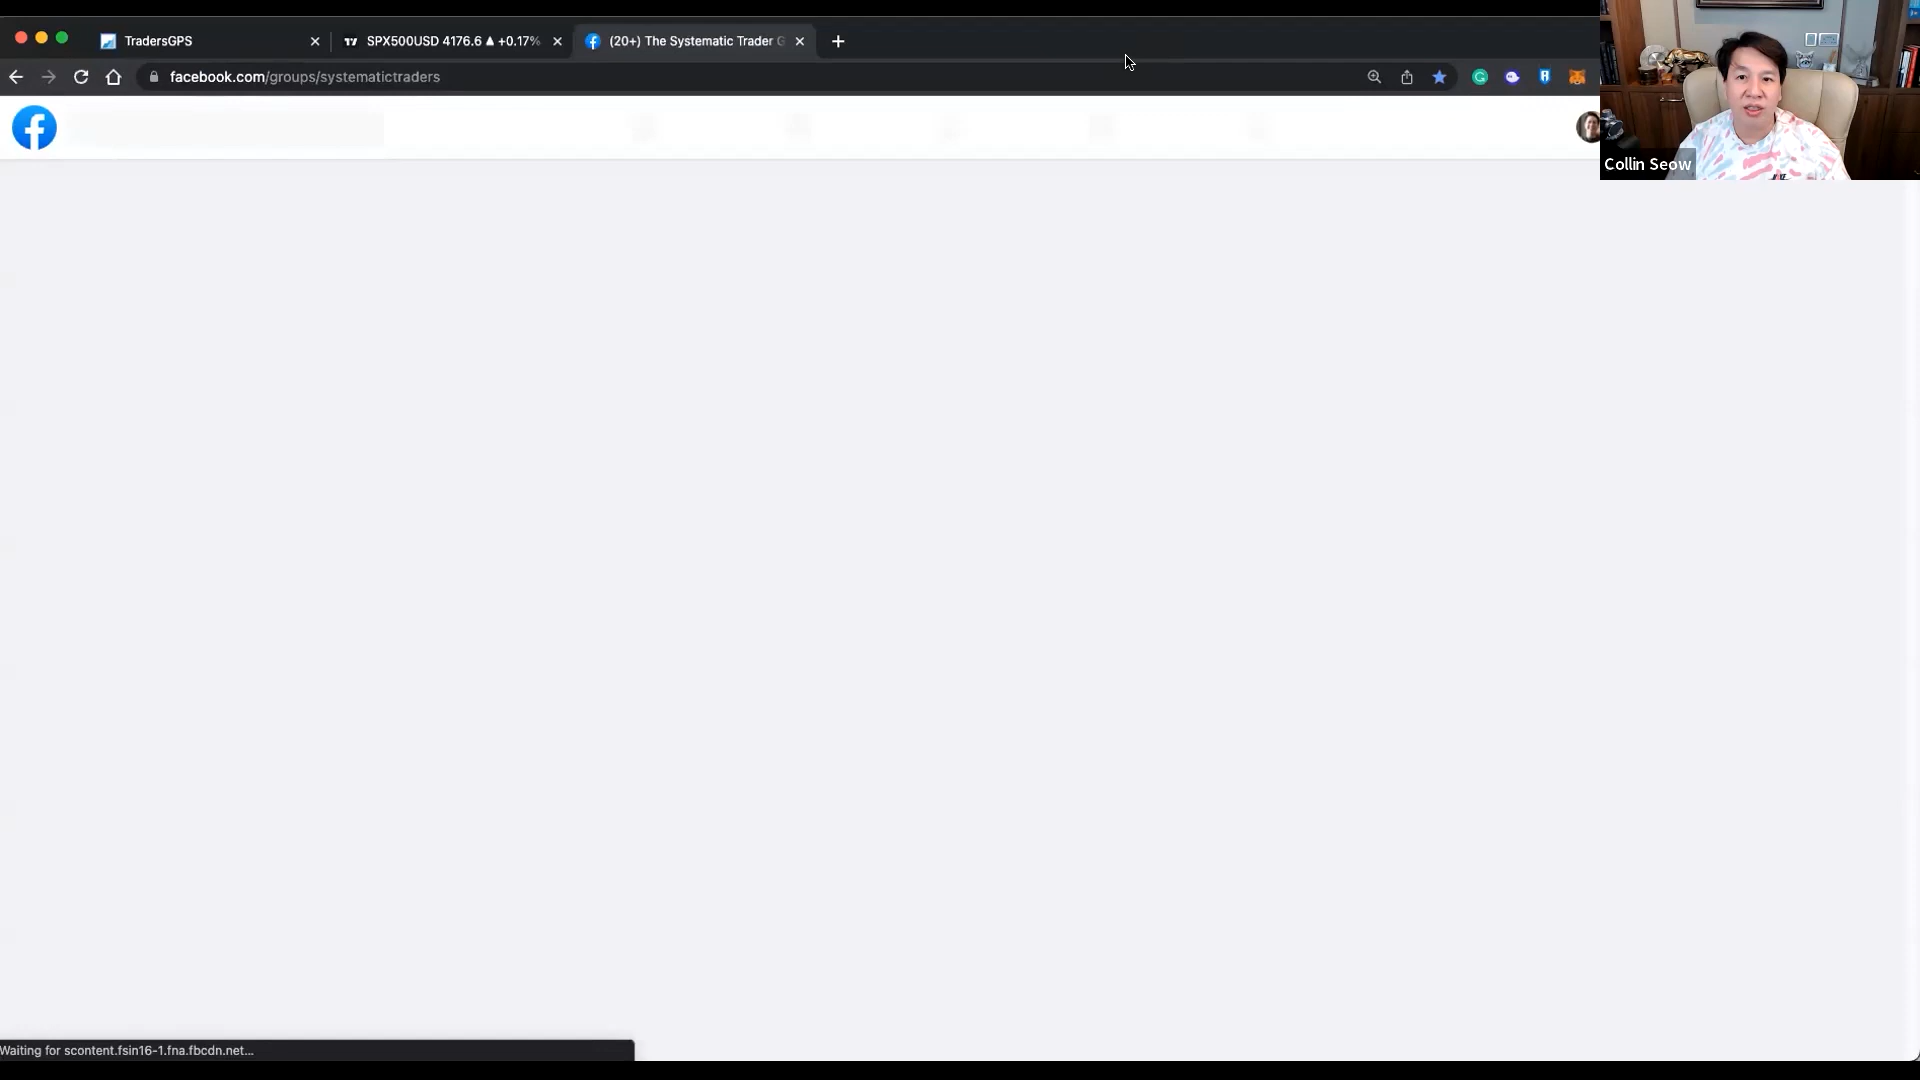 TradersGPS
SPX500USD 4176.6 ▲ +0.17%
(20+) The Systematic Trader G
facebook.com/groups/systematictraders
Collin Seow
Waiting for scontent.fsin16-1.fna.fbcdn.net...